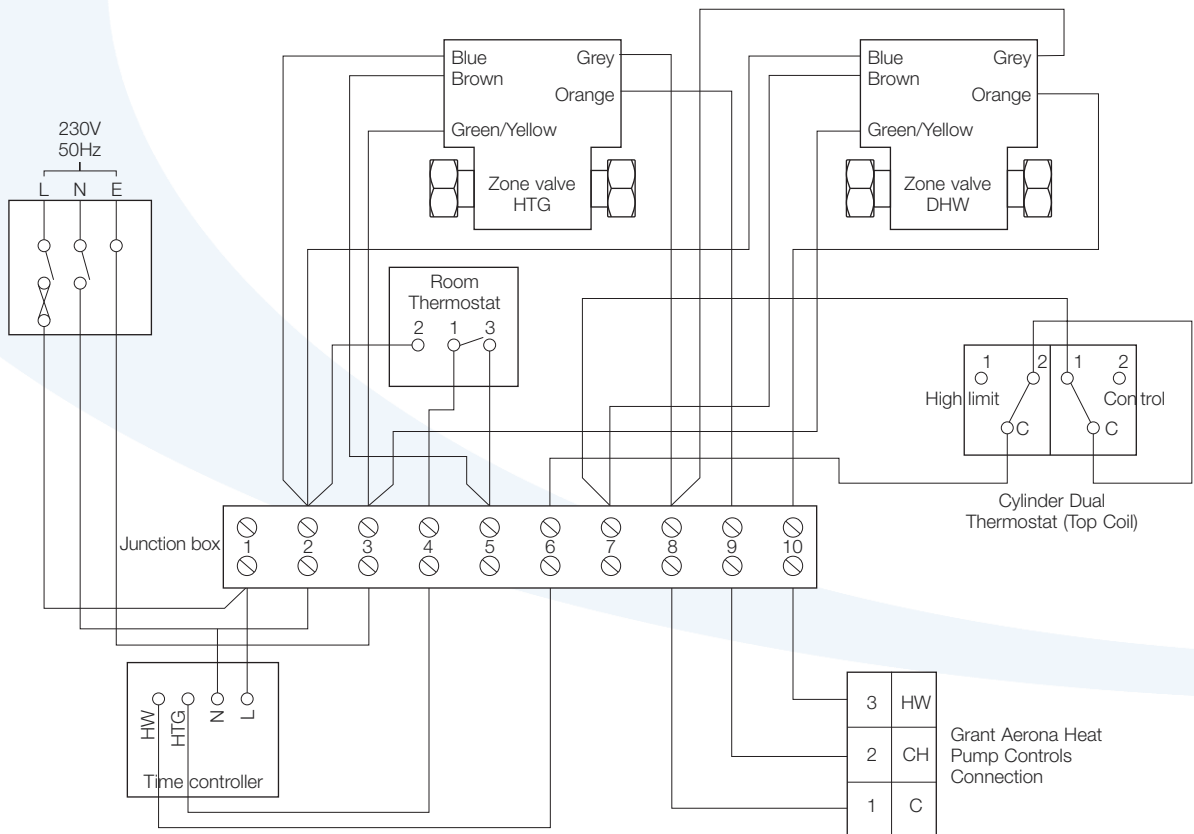 230V
50Hz
L N E
Blue
Brown
Grey
Orange
Green/Yellow
Zone valve
HTG
Blue
Brown
Grey
Orange
Green/Yellow
Zone valve
DHW
Room
Thermostat
2 1 3
1 2 1 2
High limit
Control
C C
Cylinder Dual
Thermostat (Top Coil)
Junction box
1 2 3 4 5 6 7 8 9 10
HW HTG N L
Time controller
3 HW
2 CH
1 C
Grant Aerona Heat
Pump Controls
Connection